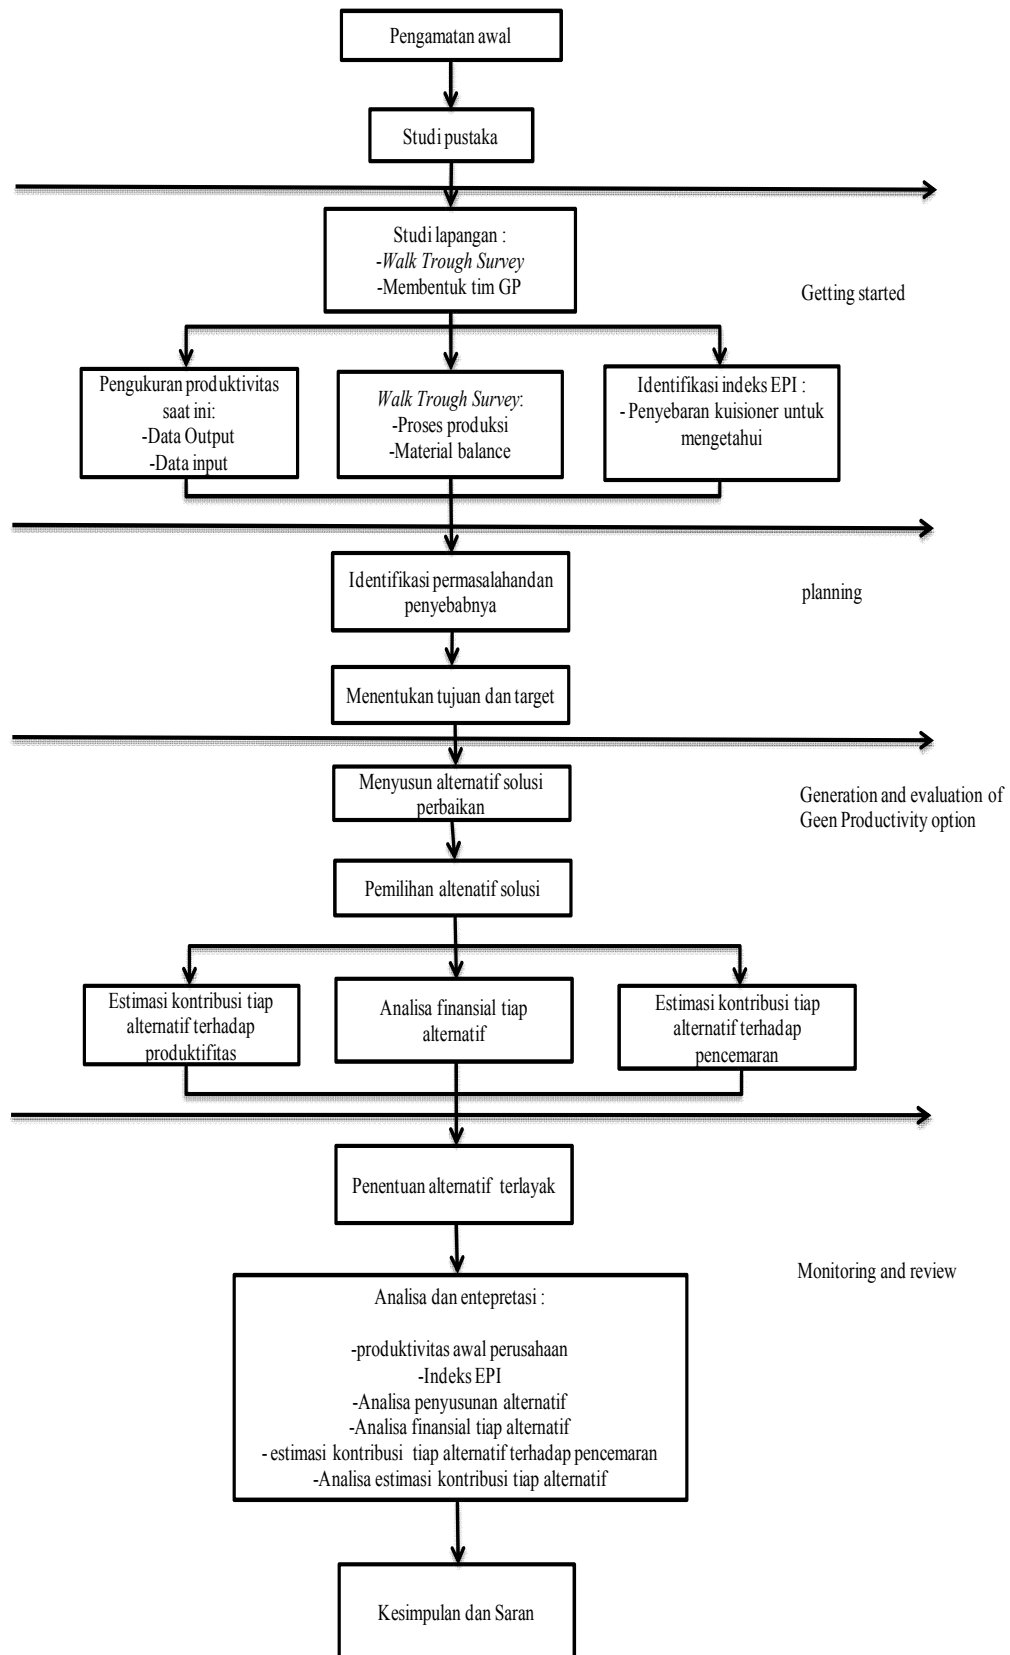 Pengamatan awal
Studi pustaka
Studi lapangan :
-Walk Trough Survey
-Membentuk tim GP
Getting started
Pengukuran produktivitas
saat ini:
-Data Output
-Data input
Walk Trough Survey:
-Proses produksi
-Material balance
Identifikasi indeks EPI :
- Penyebaran kuisioner untuk
mengetahui
Identifikasi permasalahandan
penyebabnya
planning
Menentukan tujuan dan target
Menyusun alternatif solusi
perbaikan
Generation and evaluation of
Geen Productivity option
Pemilihan altenatif solusi
Estimasi kontribusi tiap
alternatif terhadap
produktifitas
Analisa finansial tiap
alternatif
Estimasi kontribusi tiap
alternatif terhadap
pencemaran
Penentuan alternatif terlayak
Monitoring and review
Analisa dan entepretasi :
-produktivitas awal perusahaan
-Indeks EPI
-Analisa penyusunan alternatif
-Analisa finansial tiap alternatif
- estimasi kontribusi tiap alternatif terhadap pencemaran
-Analisa estimasi kontribusi tiap alternatif
Kesimpulan dan Saran